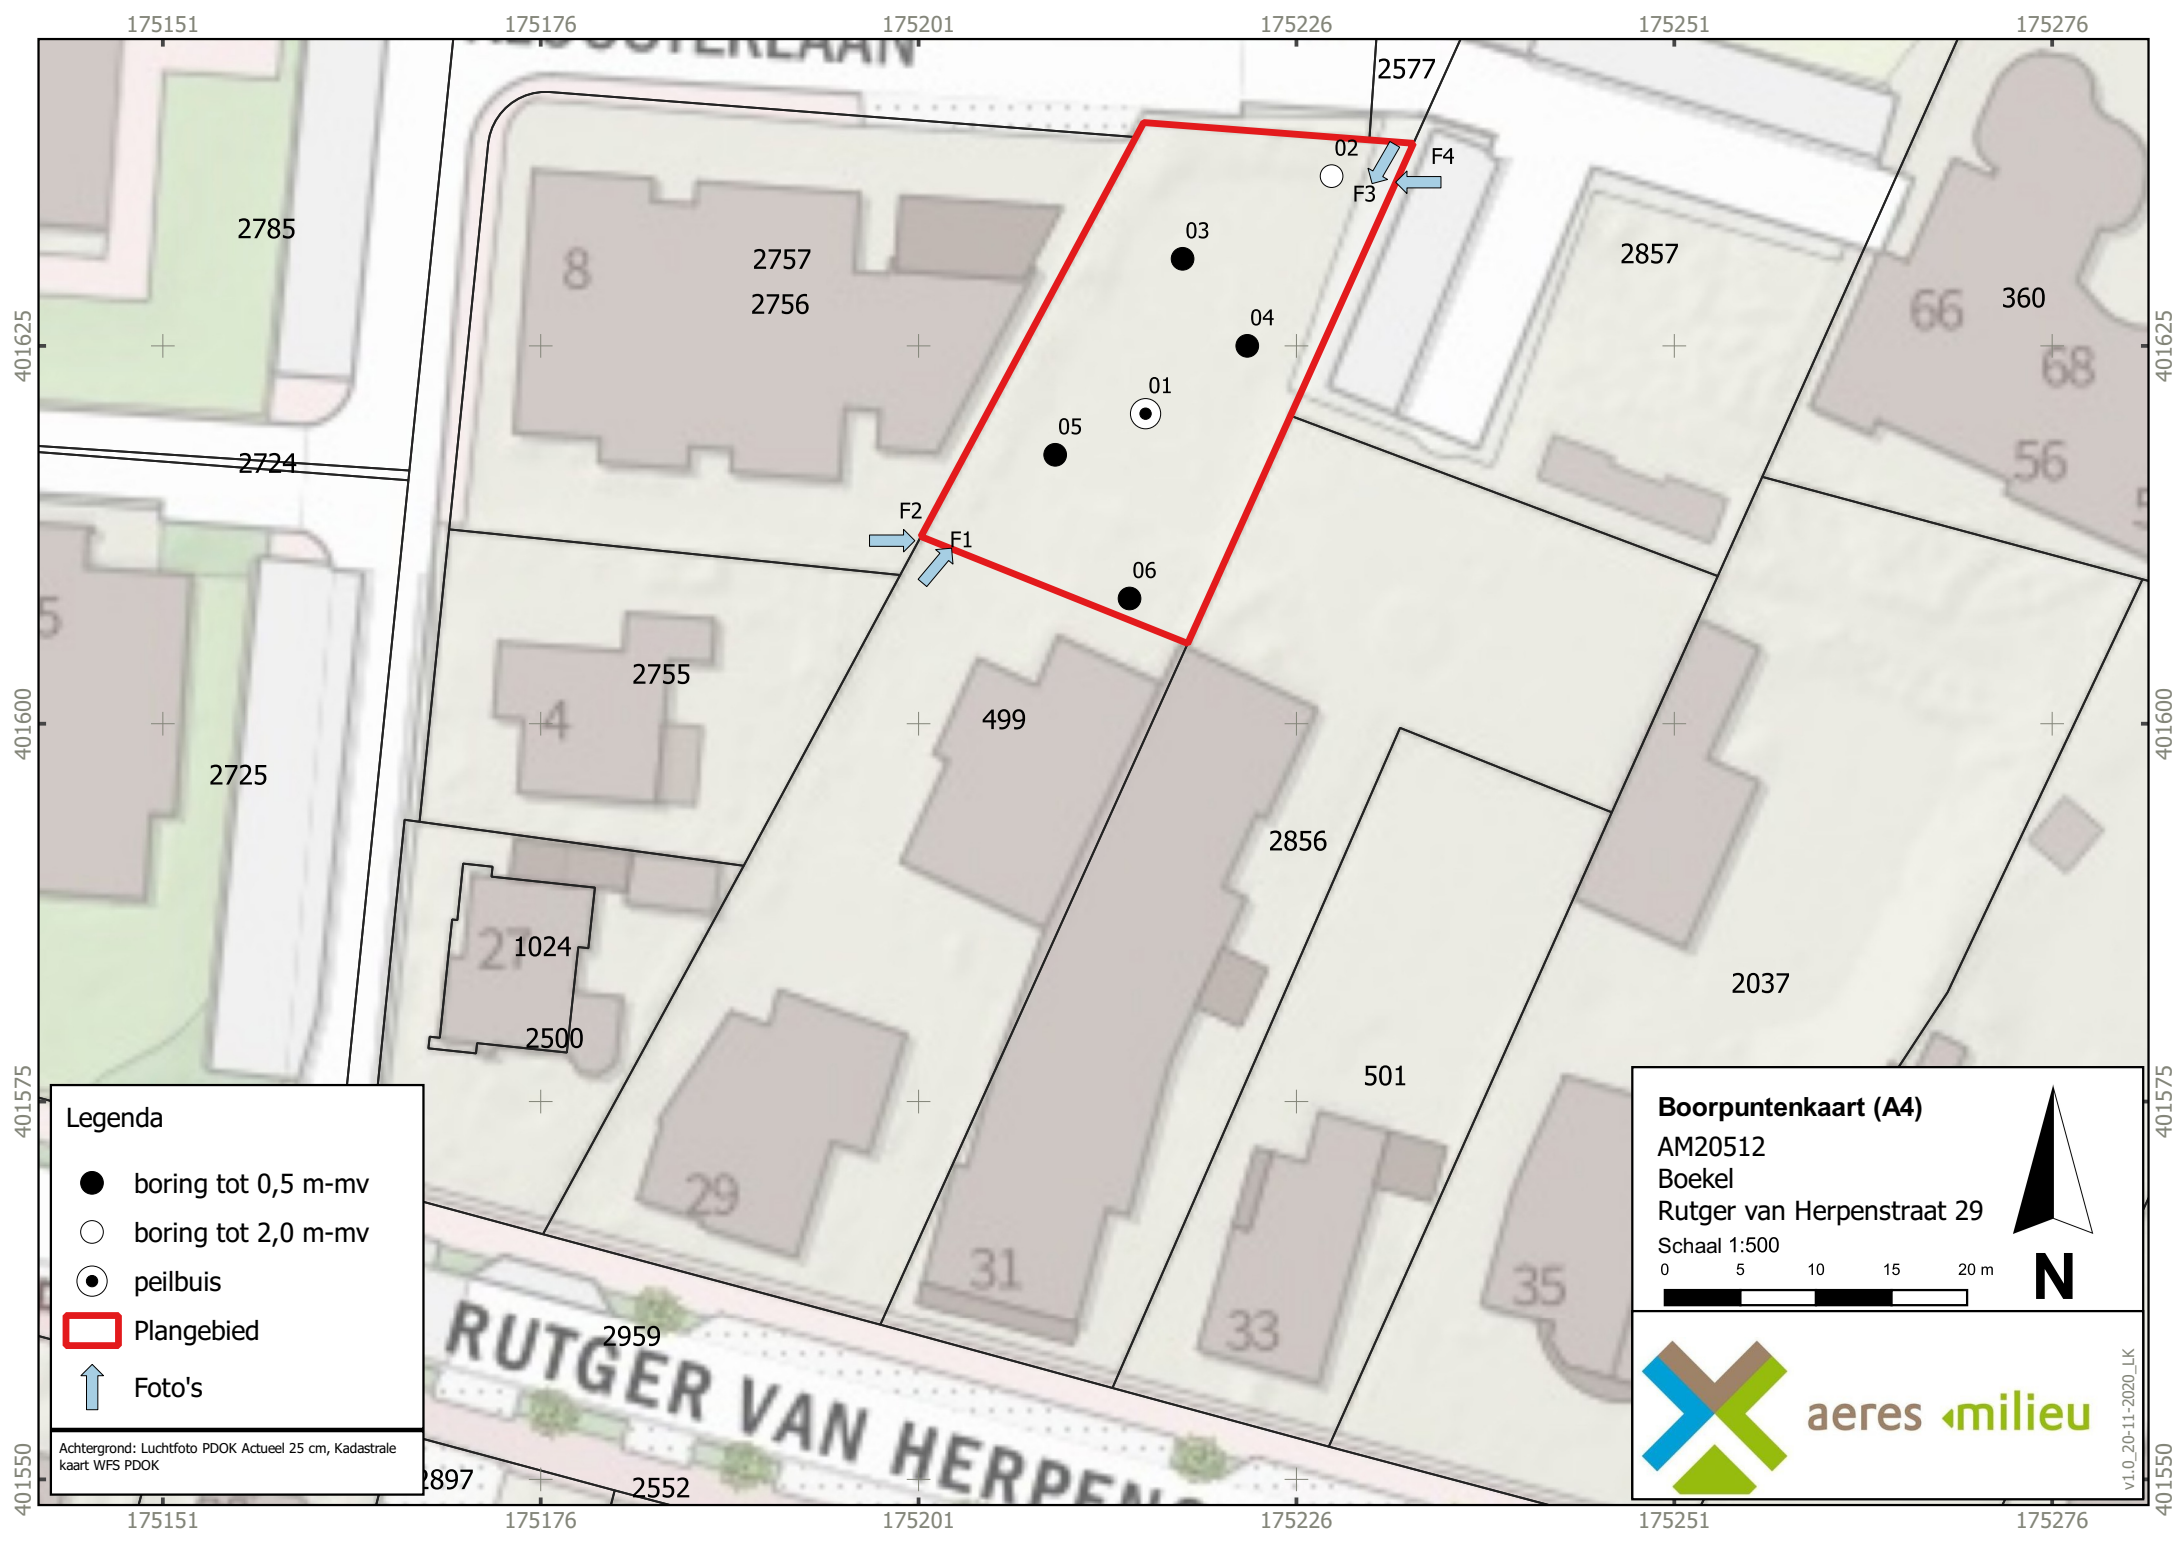 175151
175176
175201
175226
175251
175276
KLOOSTERLAAN
2577
02
F4
F3
2785
03
2757
8
2756
2857
66
360
04
68
401625
401625
01
05
2724
56
F2
F1
06
5
2755
4
499
401600
401600
2725
2856
27
1024
2037
2500
501
29
31
33
35
401575
401575
Legenda
boring tot 0,5 m-mv
boring tot 2,0 m-mv
peilbuis
Plangebied
Foto's
Achtergrond: Luchtfoto PDOK Actueel 25 cm, Kadastrale
kaart WFS PDOK
2959
RUTGER VAN HERPENS
2897
2552
Boorpuntenkaart (A4)
AM20512
Boekel
Rutger van Herpenstraat 29
Schaal 1:500
0 5 10 15 20 m
N
aeres milieu
v1.0_20-11-2020_LK
401550
401550
175151
175176
175201
175226
175251
175276